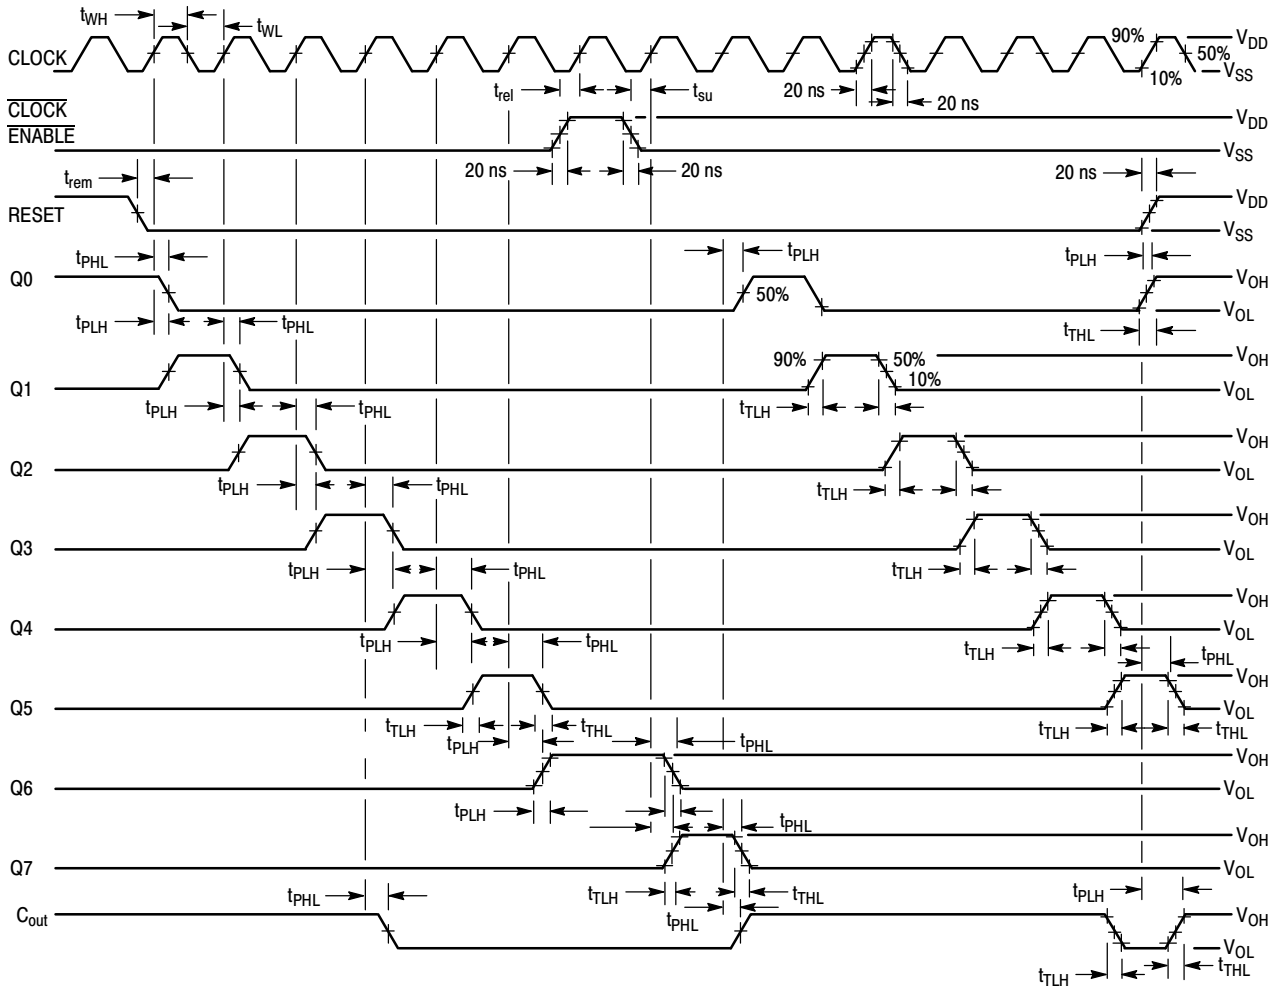 tWH
tWL
CLOCK
90%
VDD
50%
10%
VSS
trel
tsu
20 ns
20 ns
CLOCK
ENABLE
VDD
VSS
20 ns
20 ns
trem
20 ns
RESET
VDD
VSS
tPHL
tPLH
tPLH
Q0
50%
VOH
VOL
tPLH
tPHL
tTHL
Q1
90%
50%
10%
VOH
VOL
tPLH
tPHL
tTLH
Q2
VOH
VOL
tPLH
tPHL
tTLH
Q3
VOH
VOL
tPLH
tPHL
tTLH
Q4
VOH
VOL
tPLH
tPHL
tTLH
tPHL
Q5
VOH
VOL
tTLH
tTHL
tTLH
tTHL
tPLH
tPHL
Q6
VOH
VOL
tPLH
tPHL
Q7
VOH
VOL
tPHL
tTLH
tTHL
tPLH
tPHL
Cout
VOH
VOL
tTLH
tTHL